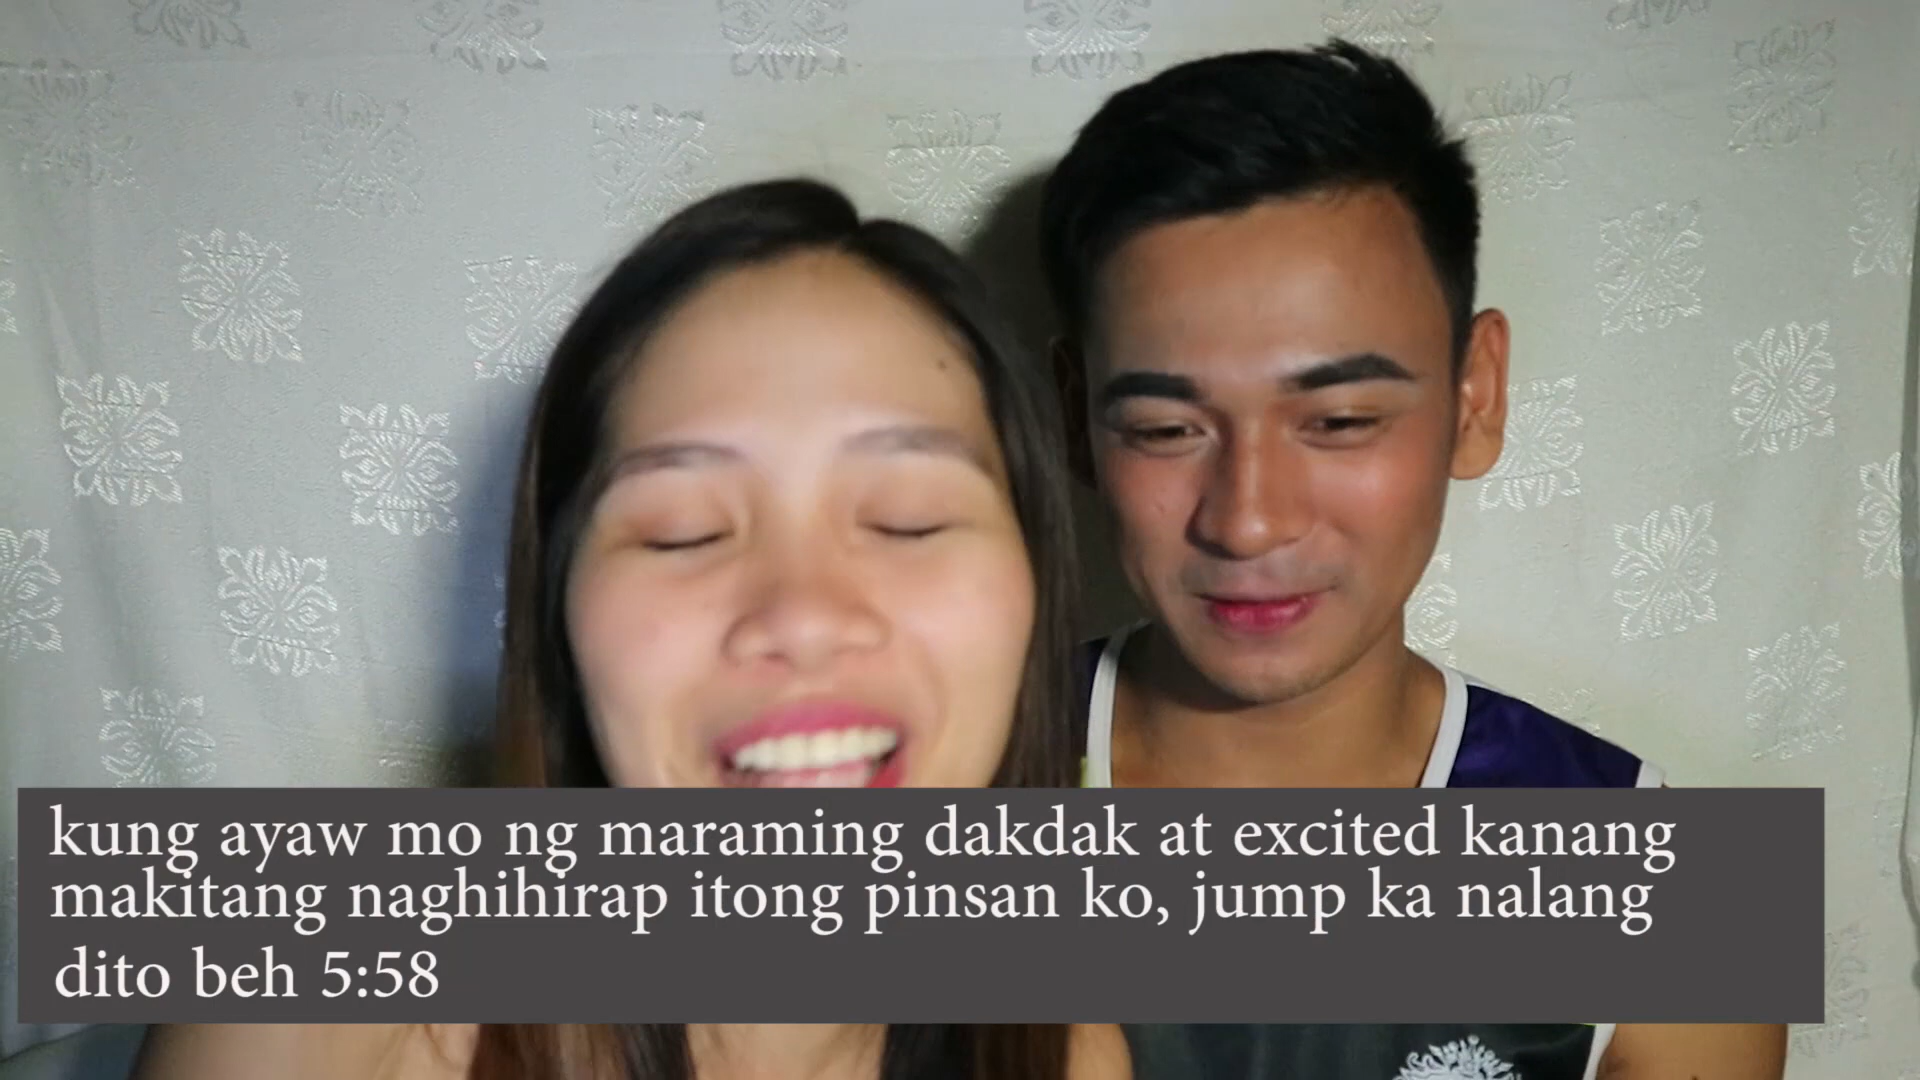 kung ayaw mo ng maraming dakdak at excited kanang
makitang naghihirap itong pinsan ko, jump ka nalang
dito beh 5:58